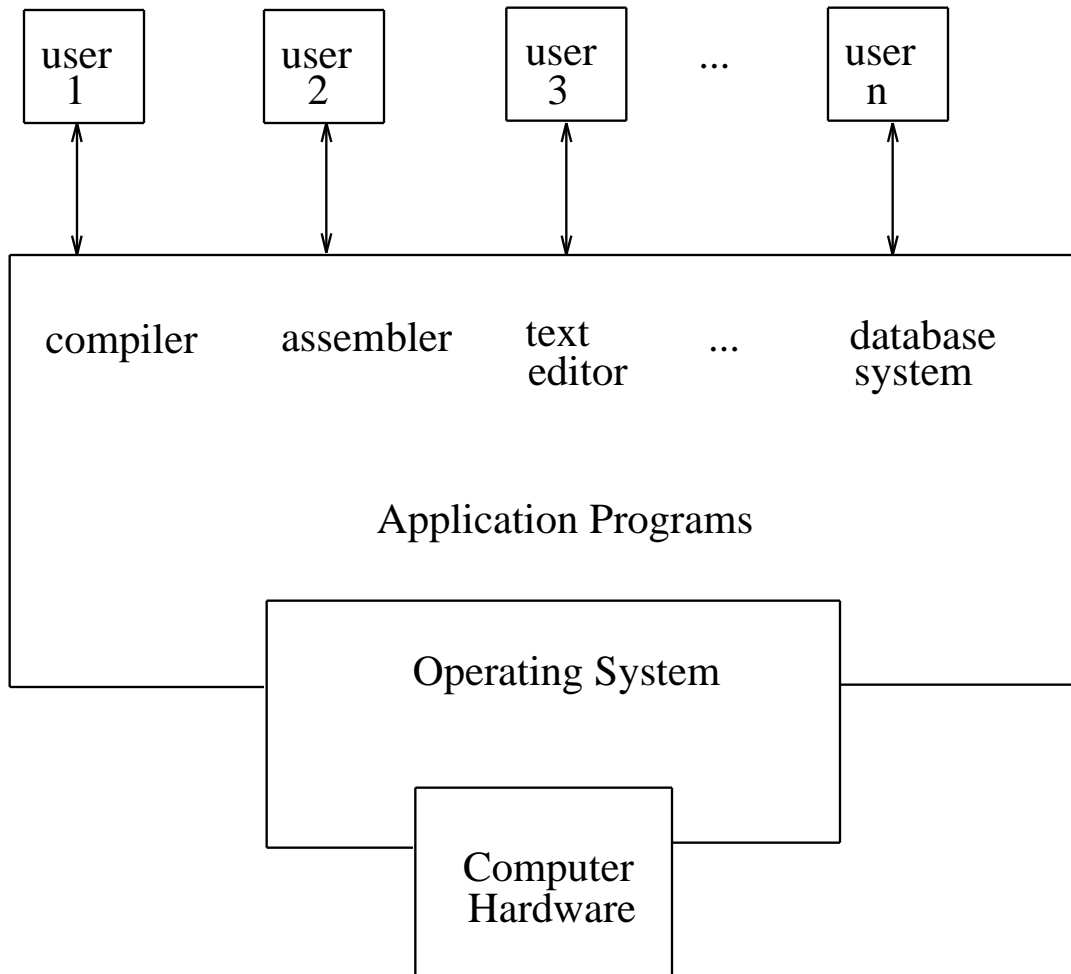 user
1
user
2
user
3
...
user
n
compiler
assembler
text
editor
...
database
system
Application Programs
Operating System
Computer
Hardware